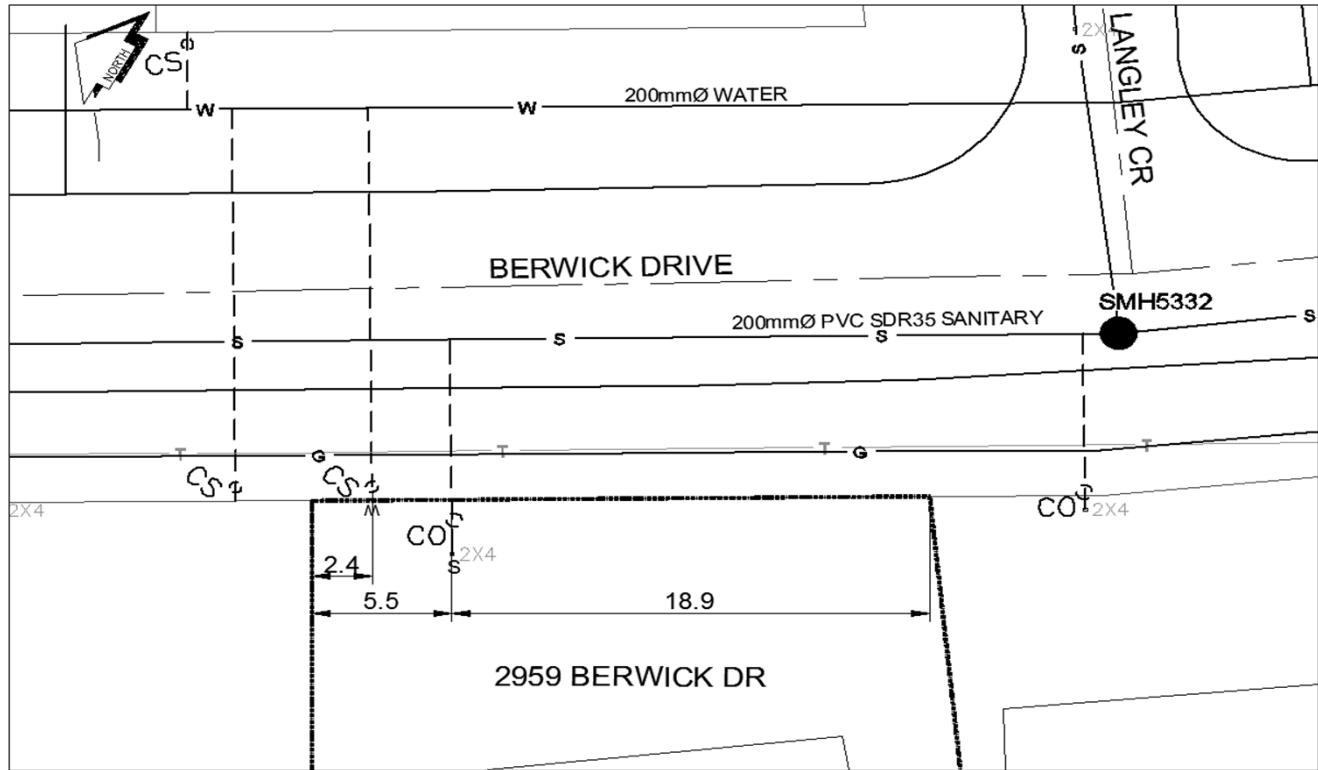 NORTH
CS
2X4
LANGLEY CR
W
W
200mmØ WATER
S
BERWICK DRIVE
SMH5332
200mmØ PVC SDR35 SANITARY
S
S
S
S
T
T
T
T
G
G
CS
CS
2X4
W
CO
2X4
S
CO
2X4
2.4
5.5
18.9
2959 BERWICK DR